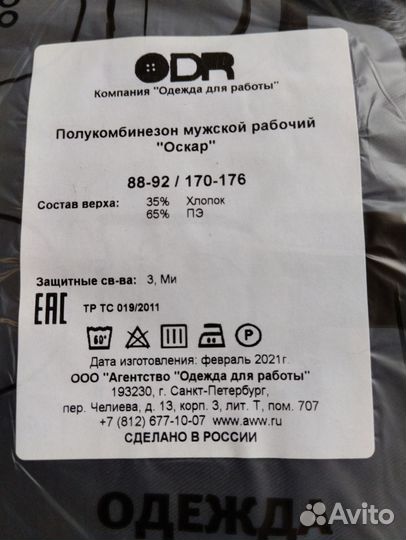 ODR
Компания "Одежда для работы"
Полукомбинезон мужской рабочий
"Оскар"
88-92 / 170-176
Состав верха: 35% Хлопок
65% ПЭ
Защитные св-ва: З, Ми
EAC ТР ТС 019/2011
60° P
Дата изготовления: февраль 2021г.
ООО "Агентство "Одежда для работы"
193230, г. Санкт-Петербург,
пер. Челиева, д. 13, корп. 3, лит. Т, пом. 707
+7 (812) 677-10-07 www.aww.ru
СДЕЛАНО В РОССИИ
ОДЕЖДА
Avito